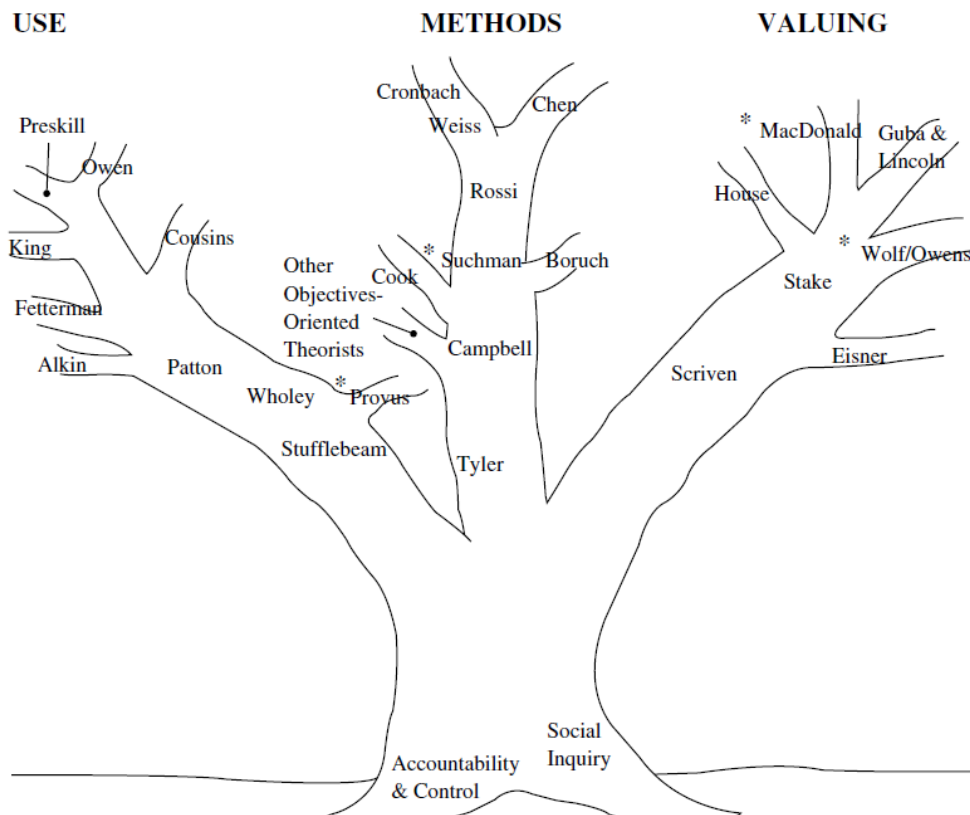 USE
METHODS
VALUING
Preskill
Owen
King
Cousins
Fetterman
Alkin
Patton
Wholey
Stufflebeam
* Provus
Other
Objectives-
Oriented
Theorists
Cronbach
Weiss
Chen
Rossi
* Suchman
Boruch
Cook
Campbell
Tyler
* MacDonald
Guba &
Lincoln
House
* Wolf/Owens
Stake
Eisner
Scriven
Accountability
& Control
Social
Inquiry